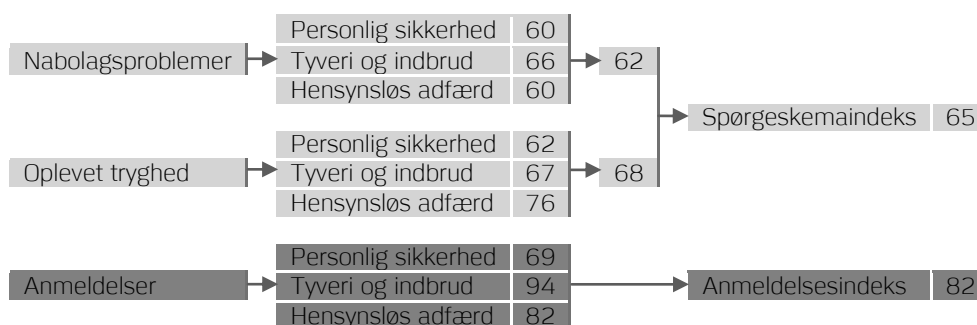 Personlig sikkerhed 60
Nabolagsproblemer Tyveri og indbrud 66 62
Hensynsløs adfærd 60
Spørgeskemaindeks 65
Personlig sikkerhed 62
Oplevet tryghed Tyveri og indbrud 67 68
Hensynsløs adfærd 76
Personlig sikkerhed 69
Anmeldelser Tyveri og indbrud 94 Anmeldelsesindeks 82
Hensynsløs adfærd 82